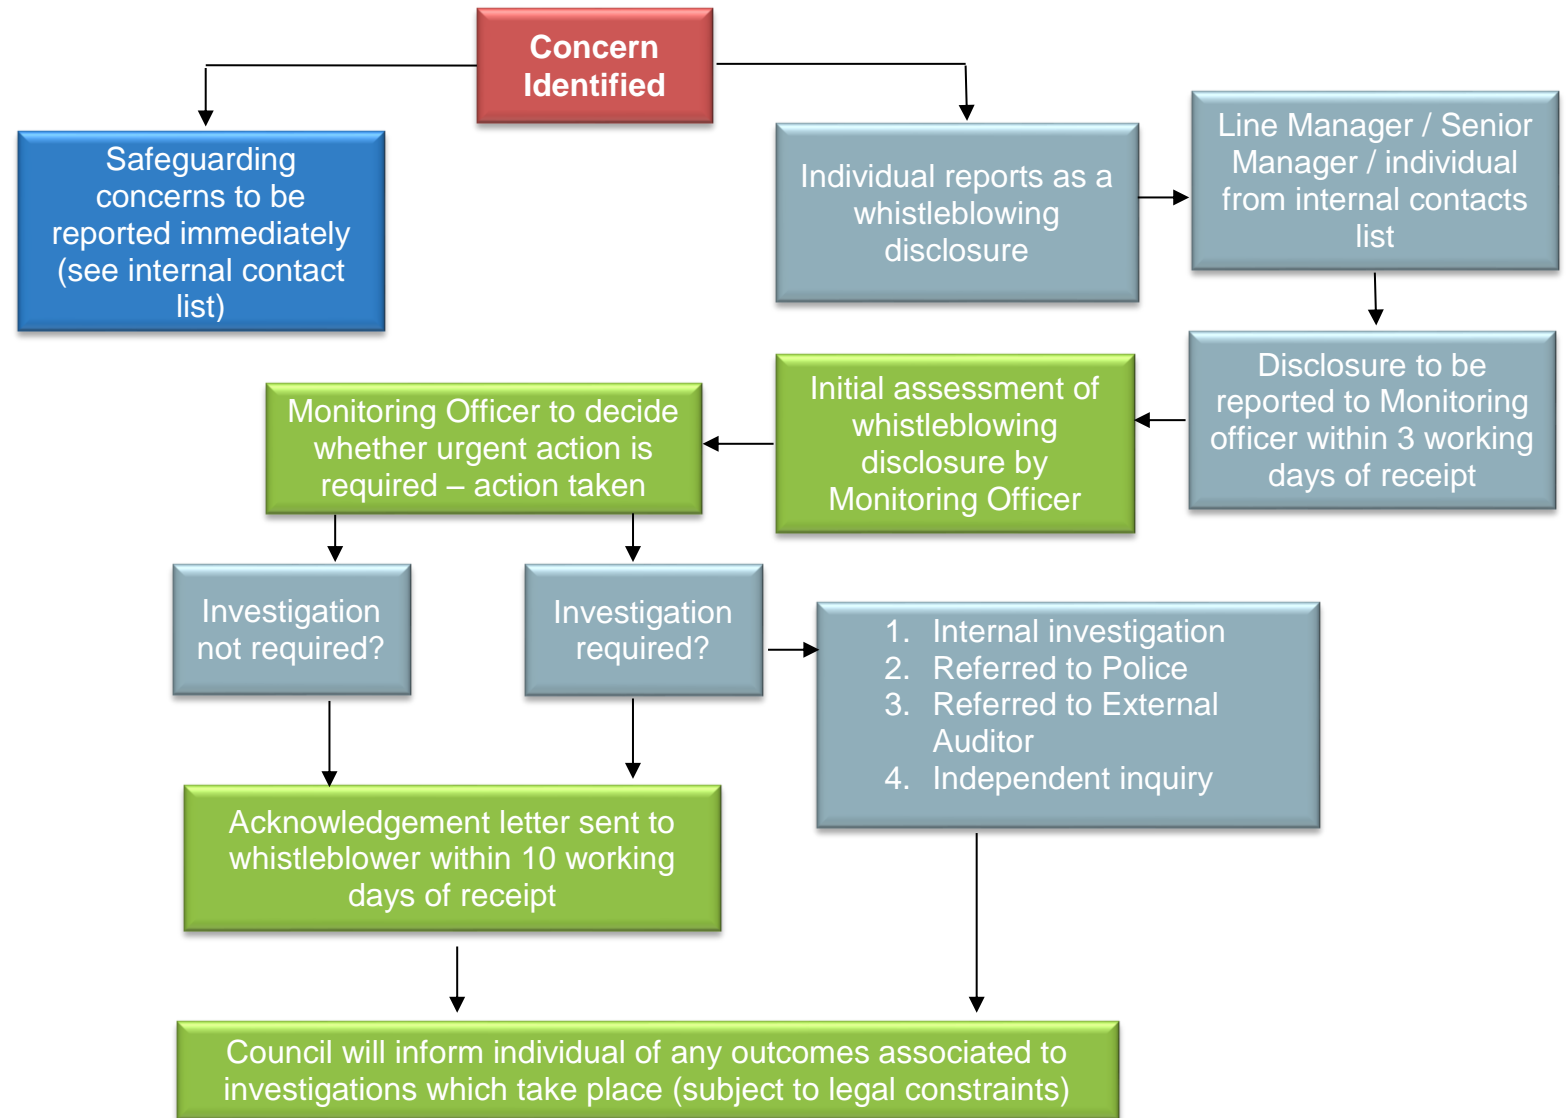 Concern
Identified
Safeguarding
concerns to be
reported immediately
(see internal contact
list)
Individual reports as a
whistleblowing
disclosure
Line Manager / Senior
Manager / individual
from internal contacts
list
Disclosure to be
reported to Monitoring
officer within 3 working
days of receipt
Initial assessment of
whistleblowing
disclosure by
Monitoring Officer
Monitoring Officer to decide
whether urgent action is
required – action taken
Investigation
not required?
Investigation
required?
1. Internal investigation
2. Referred to Police
3. Referred to External
Auditor
4. Independent inquiry
Acknowledgement letter sent to
whistleblower within 10 working
days of receipt
Council will inform individual of any outcomes associated to
investigations which take place (subject to legal constraints)